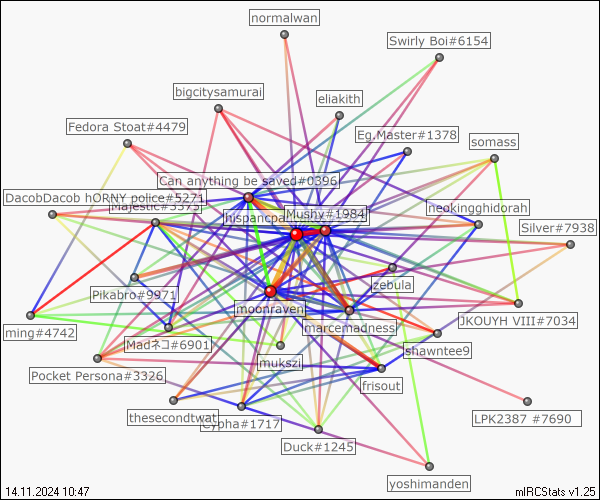 normalwan
Swirly Boi#6154
bigcitysamurai
eliakith
Fedora Stoat#4479
Eg.Master#1378
somass
Can anything be saved#0396
DacobDacob hORNY police#5271
Majestic#3373
hispancpa
Mushy#1984
neokingghidorah
Silver#7938
zebula
Pikabro#9971
moonraven
JKOUYH VIII#7034
marcemadness
ming#4742
Madネコ#6901
shawntee9
mukszi
Pocket Persona#3326
frisout
thesecondtwat
Cypha#1717
LPK2387 #7690
Duck#1245
yoshimanden
14.11.2024 10:47
mIRCStats v1.25